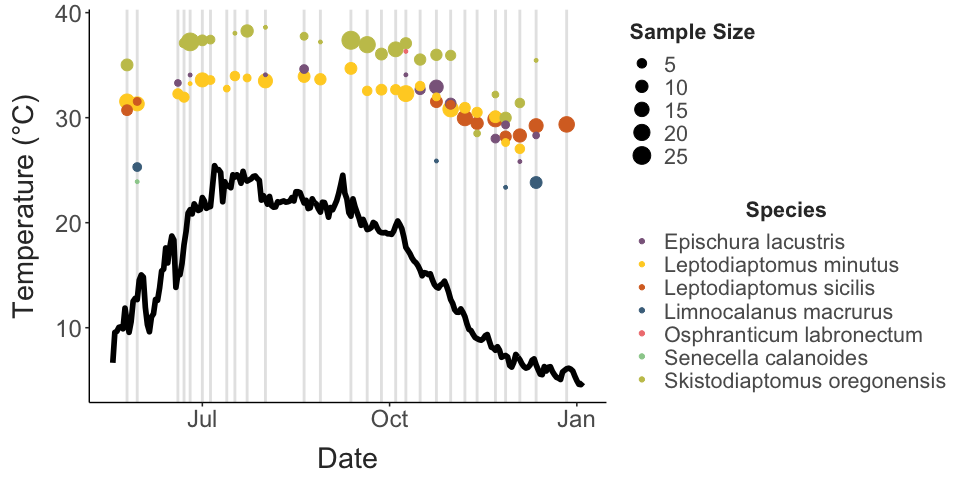 40
30
20
10
Temperature (°C)
Jul
Oct
Jan
Date
Sample Size
5
10
15
20
25
Species
Epischura lacustris
Leptodiaptomus minutus
Leptodiaptomus sicilis
Limnocalanus macrurus
Osphranticum labronectum
Senecella calanoides
Skistodiaptomus oregonensis